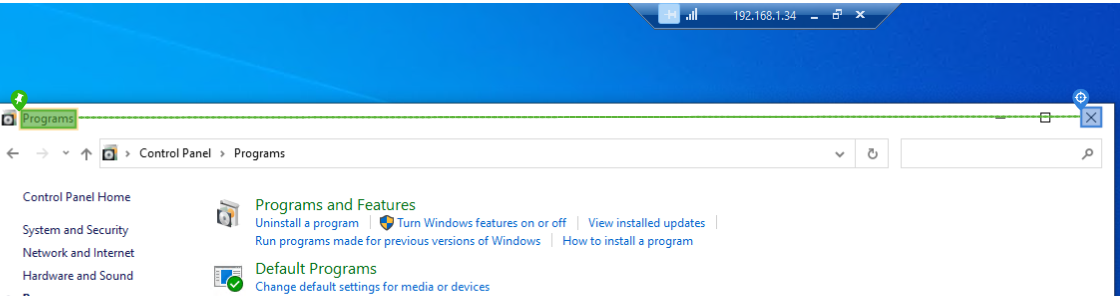 192.168.1.34
Programs
Control Panel > Programs
Control Panel Home
Programs and Features
Uninstall a program | Turn Windows features on or off | View installed updates |
System and Security
Run programs made for previous versions of Windows | How to install a program
Network and Internet
Default Programs
Hardware and Sound
Change default settings for media or devices